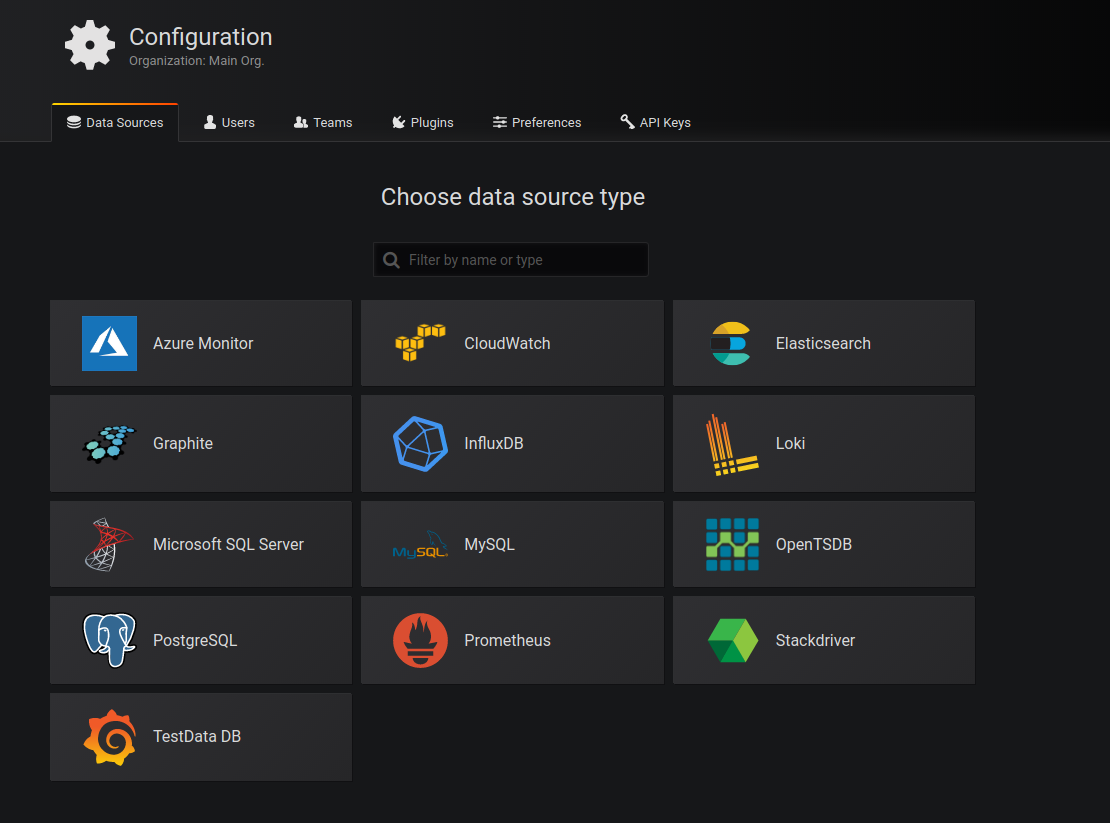 Configuration
Organization: Main Org.
Data Sources Users Teams Plugins Preferences API Keys
Choose data source type
Filter by name or type
Azure Monitor CloudWatch Elasticsearch
Graphite InfluxDB Loki
Microsoft SQL Server MySQL MySQL OpenTSDB
PostgreSQL Prometheus Stackdriver
TestData DB